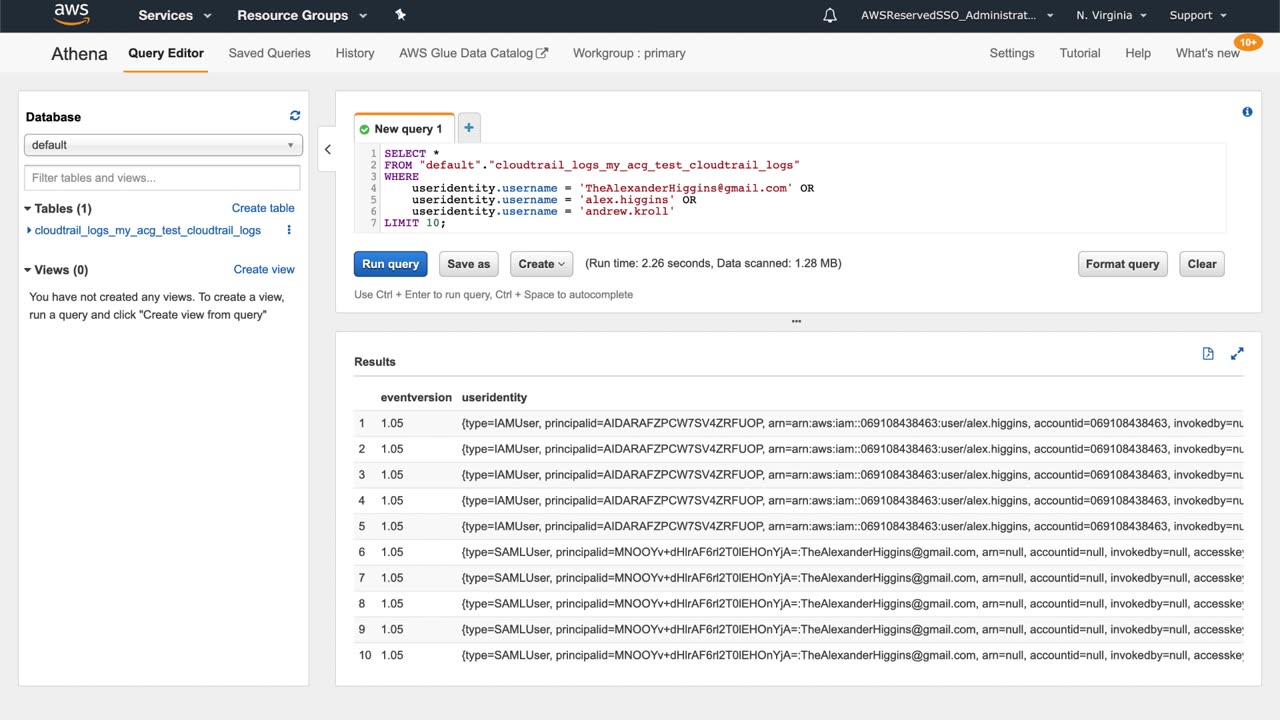 aws Services Resource Groups AWSReservedSSO_Administrat... N. Virginia Support
Athena Query Editor Saved Queries History AWS Glue Data Catalog Workgroup : primary Settings Tutorial Help What's new 10+
Database
default
Filter tables and views...
Tables (1) Create table
cloudtrail_logs_my_acg_test_cloudtrail_logs
Views (0) Create view
You have not created any views. To create a view,
run a query and click "Create view from query"
New query 1 +
1 SELECT *
2 FROM "default"."cloudtrail_logs_my_acg_test_cloudtrail_logs"
3 WHERE
4 useridentity.username = 'TheAlexanderHiggins@gmail.com' OR
5 useridentity.username = 'alex.higgins' OR
6 useridentity.username = 'andrew.kroll'
7 LIMIT 10;
Run query Save as Create (Run time: 2.26 seconds, Data scanned: 1.28 MB) Format query Clear
Use Ctrl + Enter to run query, Ctrl + Space to autocomplete
Results
eventversion useridentity
1 1.05 {type=IAMUser, principalid=AIDARAFZPCW7SV4ZRFUOP, arn=arn:aws:iam::069108438463:user/alex.higgins, accountid=069108438463, invokedby=nu
2 1.05 {type=IAMUser, principalid=AIDARAFZPCW7SV4ZRFUOP, arn=arn:aws:iam::069108438463:user/alex.higgins, accountid=069108438463, invokedby=nu
3 1.05 {type=IAMUser, principalid=AIDARAFZPCW7SV4ZRFUOP, arn=arn:aws:iam::069108438463:user/alex.higgins, accountid=069108438463, invokedby=nu
4 1.05 {type=IAMUser, principalid=AIDARAFZPCW7SV4ZRFUOP, arn=arn:aws:iam::069108438463:user/alex.higgins, accountid=069108438463, invokedby=nu
5 1.05 {type=IAMUser, principalid=AIDARAFZPCW7SV4ZRFUOP, arn=arn:aws:iam::069108438463:user/alex.higgins, accountid=069108438463, invokedby=nu
6 1.05 {type=SAMLUser, principalid=MNOOYv+dHlrAF6rl2T0lEHOnYjA=:TheAlexanderHiggins@gmail.com, arn=null, accountid=null, invokedby=null, accesskey
7 1.05 {type=SAMLUser, principalid=MNOOYv+dHlrAF6rl2T0lEHOnYjA=:TheAlexanderHiggins@gmail.com, arn=null, accountid=null, invokedby=null, accesskey
8 1.05 {type=SAMLUser, principalid=MNOOYv+dHlrAF6rl2T0lEHOnYjA=:TheAlexanderHiggins@gmail.com, arn=null, accountid=null, invokedby=null, accesskey
9 1.05 {type=SAMLUser, principalid=MNOOYv+dHlrAF6rl2T0lEHOnYjA=:TheAlexanderHiggins@gmail.com, arn=null, accountid=null, invokedby=null, accesskey
10 1.05 {type=SAMLUser, principalid=MNOOYv+dHlrAF6rl2T0lEHOnYjA=:TheAlexanderHiggins@gmail.com, arn=null, accountid=null, invokedby=null, accesskey